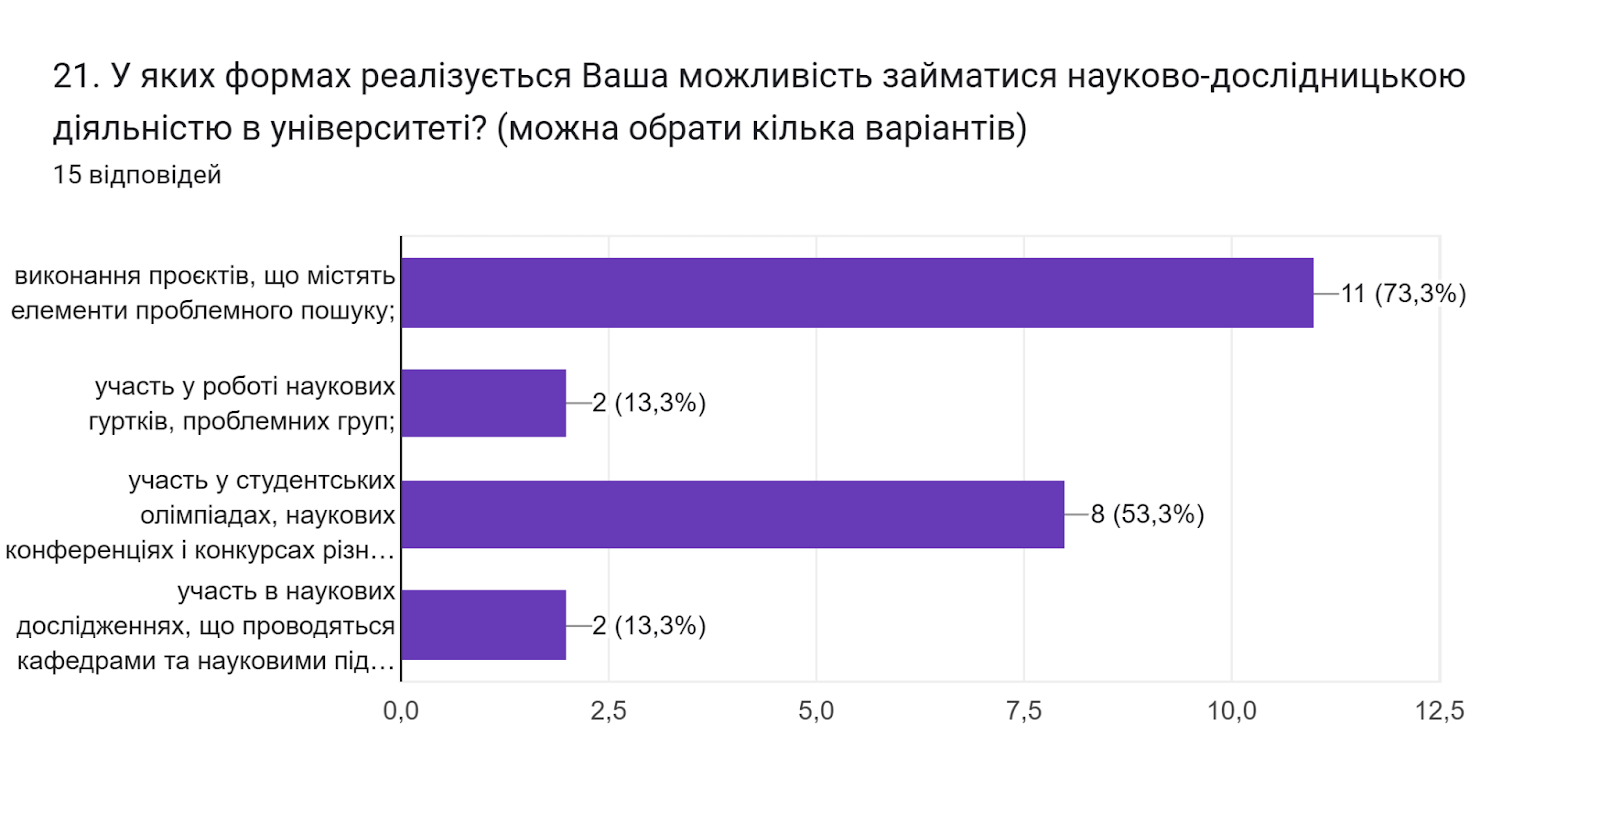 21. У яких формах реалізується Ваша можливість займатися науково-дослідницькою
діяльністю в університеті? (можна обрати кілька варіантів)
15 відповідей
виконання проєктів, що містять
елементи проблемного пошуку;
11 (73,3%)
участь у роботі наукових
гуртків, проблемних груп;
2 (13,3%)
участь у студентських
олімпіадах, наукових
конференціях і конкурсах різн…
8 (53,3%)
участь в наукових
дослідженнях, що проводяться
кафедрами та науковими під…
2 (13,3%)
0,0 2,5 5,0 7,5 10,0 12,5